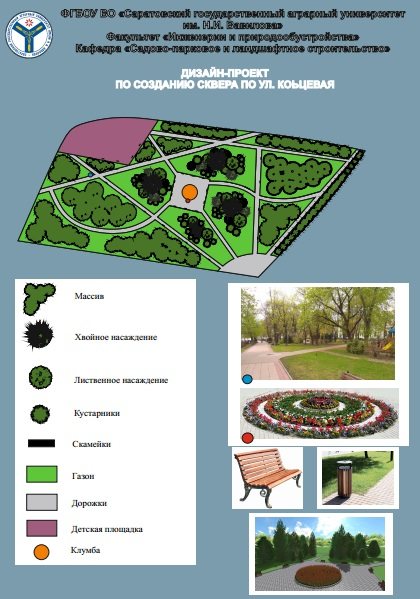 ФГБОУ ВО «Саратовский государственный аграрный университет
им. Н.И. Вавилова»
Факультет «Инженерии и природообустройства»
Кафедра «Садово-парковое и ландшафтное строительство»
ДИЗАЙН-ПРОЕКТ
ПО СОЗДАНИЮ СКВЕРА ПО УЛ. КОЬЦЕВАЯ
Массив
Хвойное насаждение
Лиственное насаждение
Кустарники
Скамейки
Газон
Дорожки
Детская площадка
Клумба